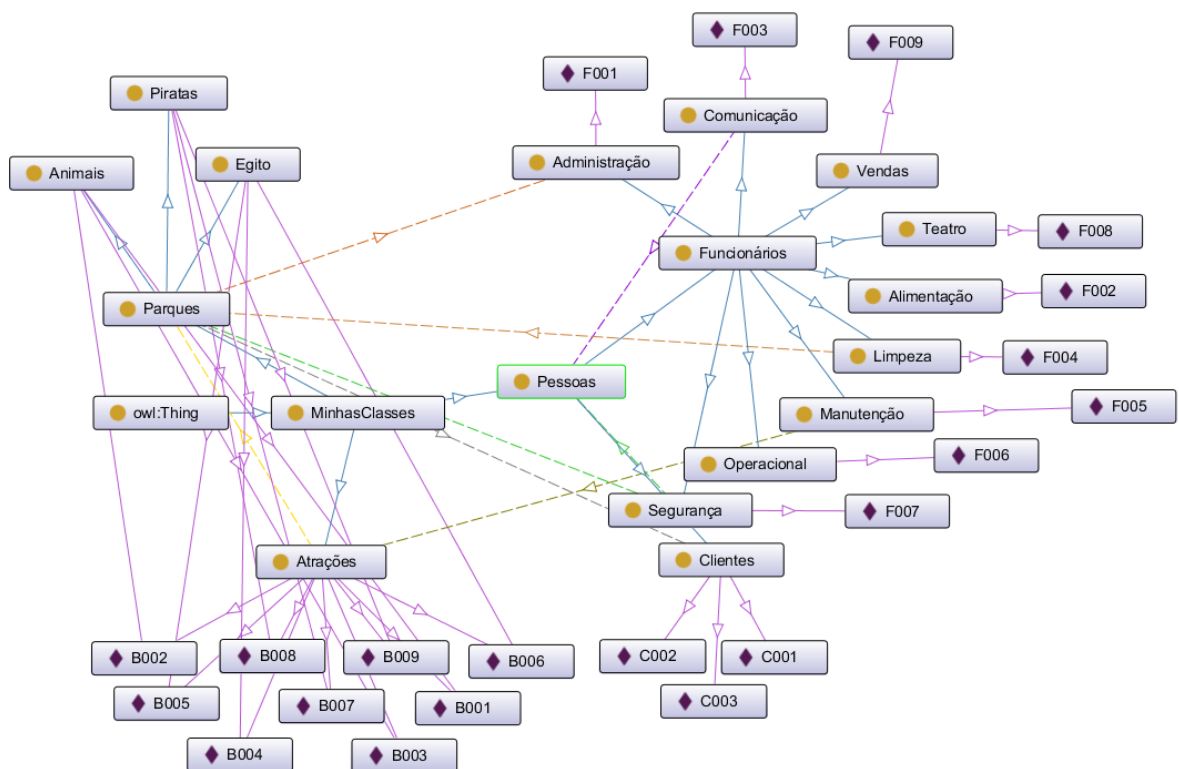 F003
F009
F001
Piratas
Comunicação
Egito
Administração
Animais
Vendas
Teatro
F008
Funcionários
Alimentação
F002
Parques
Limpeza
F004
Pessoas
owl:Thing
MinhasClasses
Manutenção
F005
Operacional
F006
Segurança
F007
Atrações
Clientes
B002
B008
B009
B006
C002
C001
B005
B007
B001
C003
B004
B003